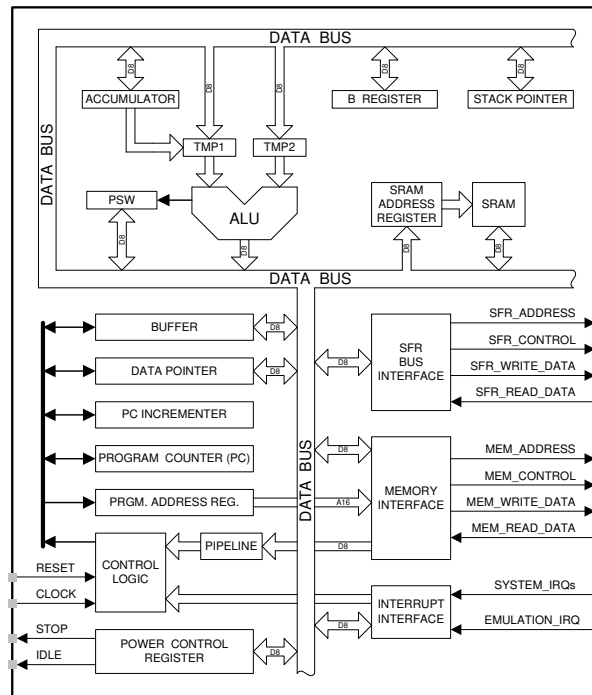 DATA BUS
D8
D8
D8
D8
D8
ACCUMULATOR
B REGISTER
STACK POINTER
DATA BUS
TMP1
TMP2
PSW
ALU
SRAM
ADDRESS
REGISTER
SRAM
D8
D8
D8
D8
DATA BUS
BUFFER
D8
DATA POINTER
D8
PC INCREMENTER
PROGRAM COUNTER (PC)
PRGM. ADDRESS REG.
A16
DATA BUS
D8
SFR
BUS
INTERFACE
SFR_ADDRESS
SFR_CONTROL
SFR_WRITE_DATA
SFR_READ_DATA
D8
MEMORY
INTERFACE
MEM_ADDRESS
MEM_CONTROL
MEM_WRITE_DATA
MEM_READ_DATA
CONTROL
LOGIC
PIPELINE
D8
RESET
CLOCK
STOP
IDLE
POWER CONTROL
REGISTER
D8
D8
INTERRUPT
INTERFACE
SYSTEM_IRQs
EMULATION_IRQ